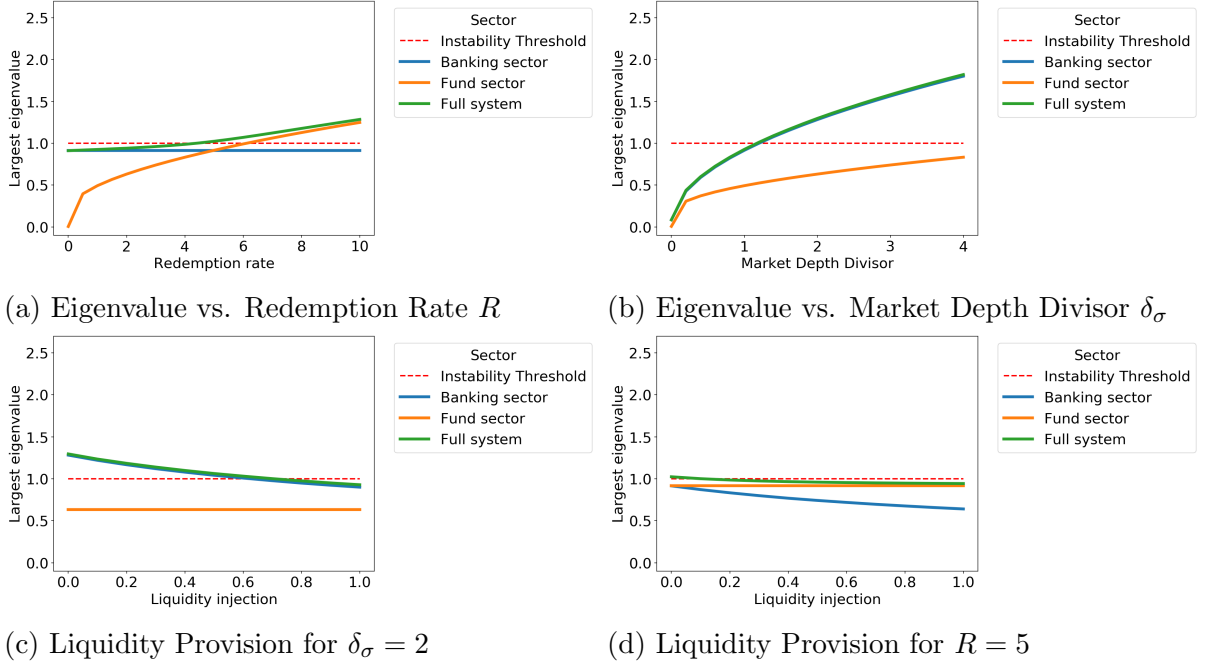 2.5
2.0
1.5
1.0
0.5
0.0
Largest eigenvalue
0 2 4 6 8 10
Redemption rate
Sector
Instability Threshold
Banking sector
Fund sector
Full system
(a) Eigenvalue vs. Redemption Rate R
2.5
2.0
1.5
1.0
0.5
0.0
Largest eigenvalue
0 1 2 3 4
Market Depth Divisor
Sector
Instability Threshold
Banking sector
Fund sector
Full system
(b) Eigenvalue vs. Market Depth Divisor δσ
2.5
2.0
1.5
1.0
0.5
0.0
Largest eigenvalue
0.0 0.2 0.4 0.6 0.8 1.0
Liquidity injection
Sector
Instability Threshold
Banking sector
Fund sector
Full system
(c) Liquidity Provision for δσ = 2
2.5
2.0
1.5
1.0
0.5
0.0
Largest eigenvalue
0.0 0.2 0.4 0.6 0.8 1.0
Liquidity injection
Sector
Instability Threshold
Banking sector
Fund sector
Full system
(d) Liquidity Provision for R = 5